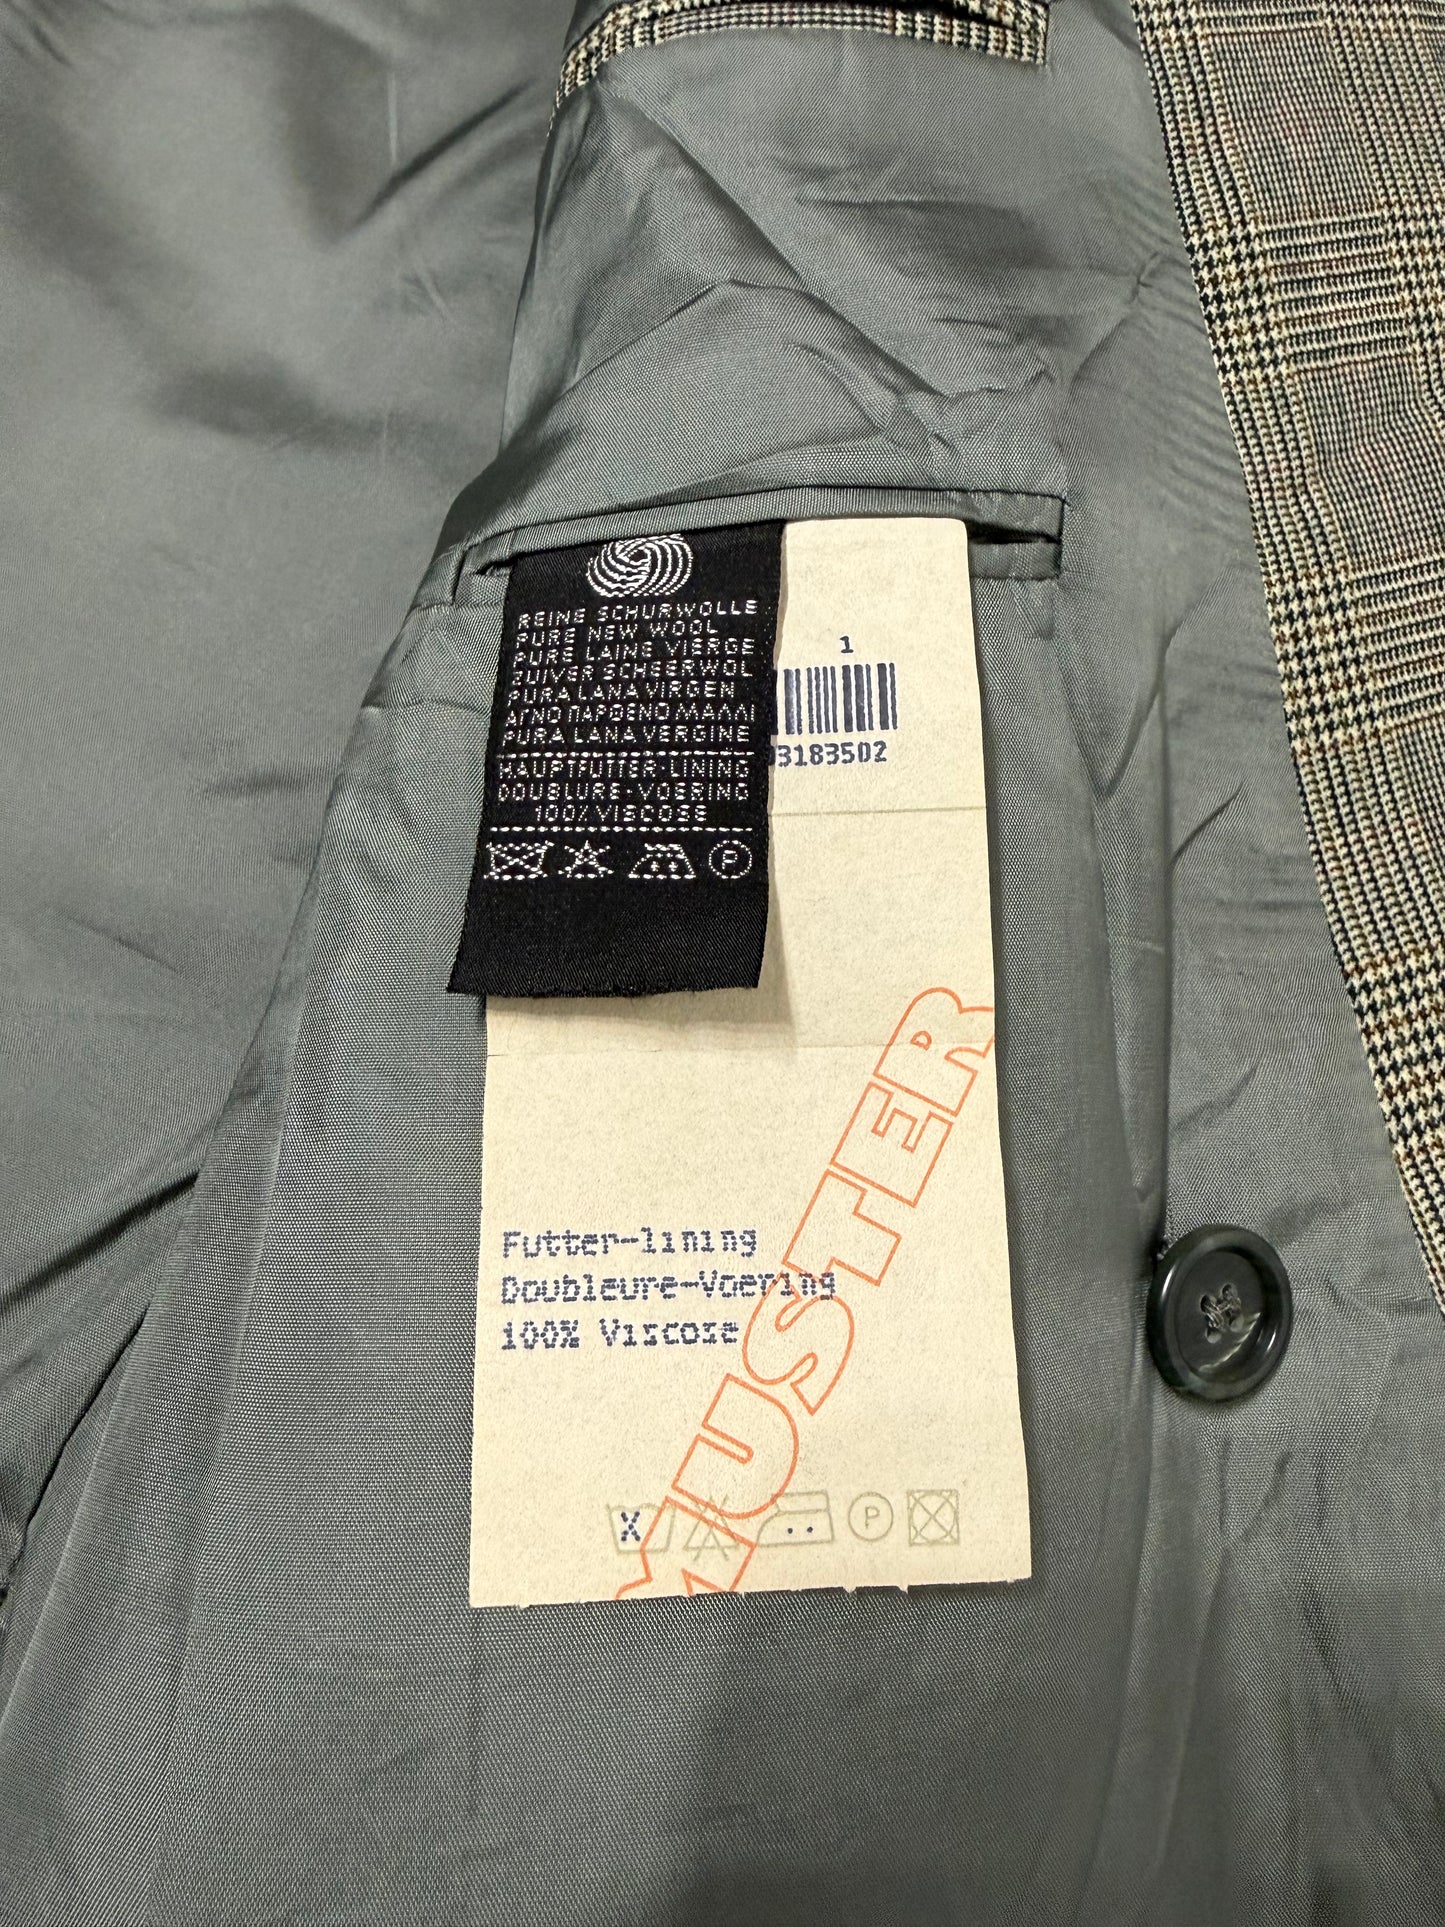 REINE SCHURWOLLE
PURE NEW WOOL
PURE LAINE VIERGE
ZUIVER SCHEERWOL
PURA LANA VIRGEN
ΑΓΝΟ ΠΑΡΘΕΝΟ ΜΑΛΛΙ
PURA LANA VERGINE
HAUPTFUTTER-LINING
DOUBLURE-VOERING
100% VISCOSE
P
1
3183502
MUSTER
Futter-lining
Doubleure-Voering
100% Viscose
X
P